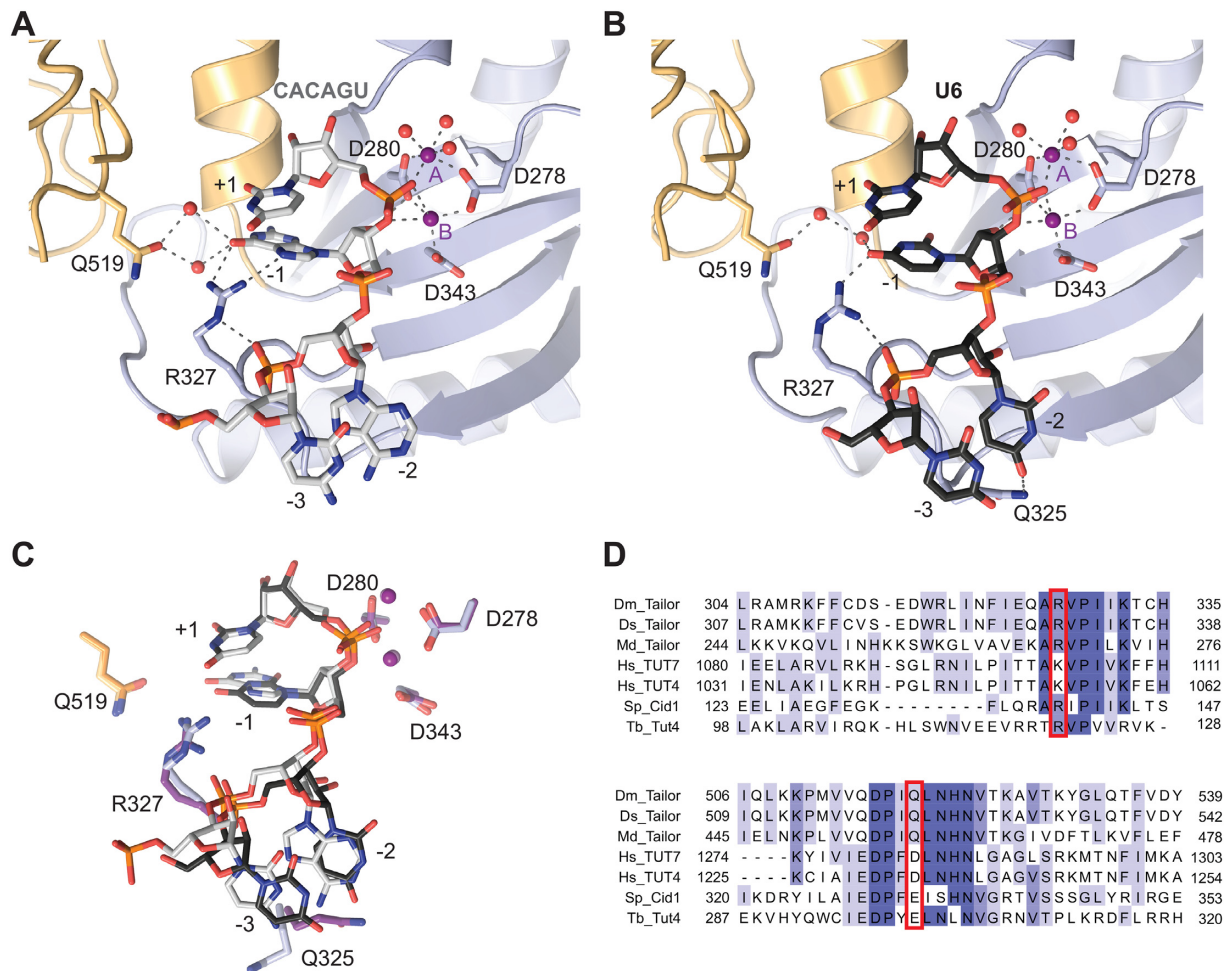 A
CACAGU
D280
A
D278
+1
B
Q519
-1
D343
R327
-2
-3
B
U6
D280
A
D278
+1
B
Q519
-1
D343
R327
-2
-3
Q325
C
D280
D278
+1
Q519
-1
D343
R327
-2
-3
Q325
D
Dm_Tailor 304 L R A M R K F F C D S - E D W R L I N F I E Q A R V P I I K T C H 335
Ds_Tailor 307 L R A M R K F F C V S - E D W R L I N F I E Q A R V P I I K T C H 338
Md_Tailor 244 L K K V K Q V L I N H K K S W K G L V A V E K A R V P I L K V I H 276
Hs_TUT7 1080 I E E L A R V L R K H - S G L R N I L P I T T A K V P I V K F F H 1111
Hs_TUT4 1031 I E N L A K I L K R H - P G L R N I L P I T T A K V P I V K F E H 1062
Sp_Cid1 123 E E L I A E G F E G K - - - - - - - - - F L Q R A R I P I I K L T S 147
Tb_Tut4 98 L A K L A R V I R Q K - H L S W N V E E V R R T R V P V V R V K - 128
Dm_Tailor 506 I Q L K K P M V V Q D P I Q L N H N V T K A V T K Y G L Q T F V D Y 539
Ds_Tailor 509 I Q L K K P M V V Q D P I Q L N H N V T K A V T K Y G L Q T F V D Y 542
Md_Tailor 445 I E L N K P L V V Q D P I Q L N H N V T K G I V D F T L K V F L E F 478
Hs_TUT7 1274 - - - - K Y I V I E D P F D L N H N L G A G L S R K M T N F I M K A 1303
Hs_TUT4 1225 - - - - K C I A I E D P F D L N H N L G A G V S R K M T N F I M K A 1254
Sp_Cid1 320 I K D R Y I L A I E D P F E I S H N V G R T V S S L G L Y R I R G E 353
Tb_Tut4 287 E K V H Y Q W C I E D P Y E L N L N V G R N V T P L K R D F L R R H 320